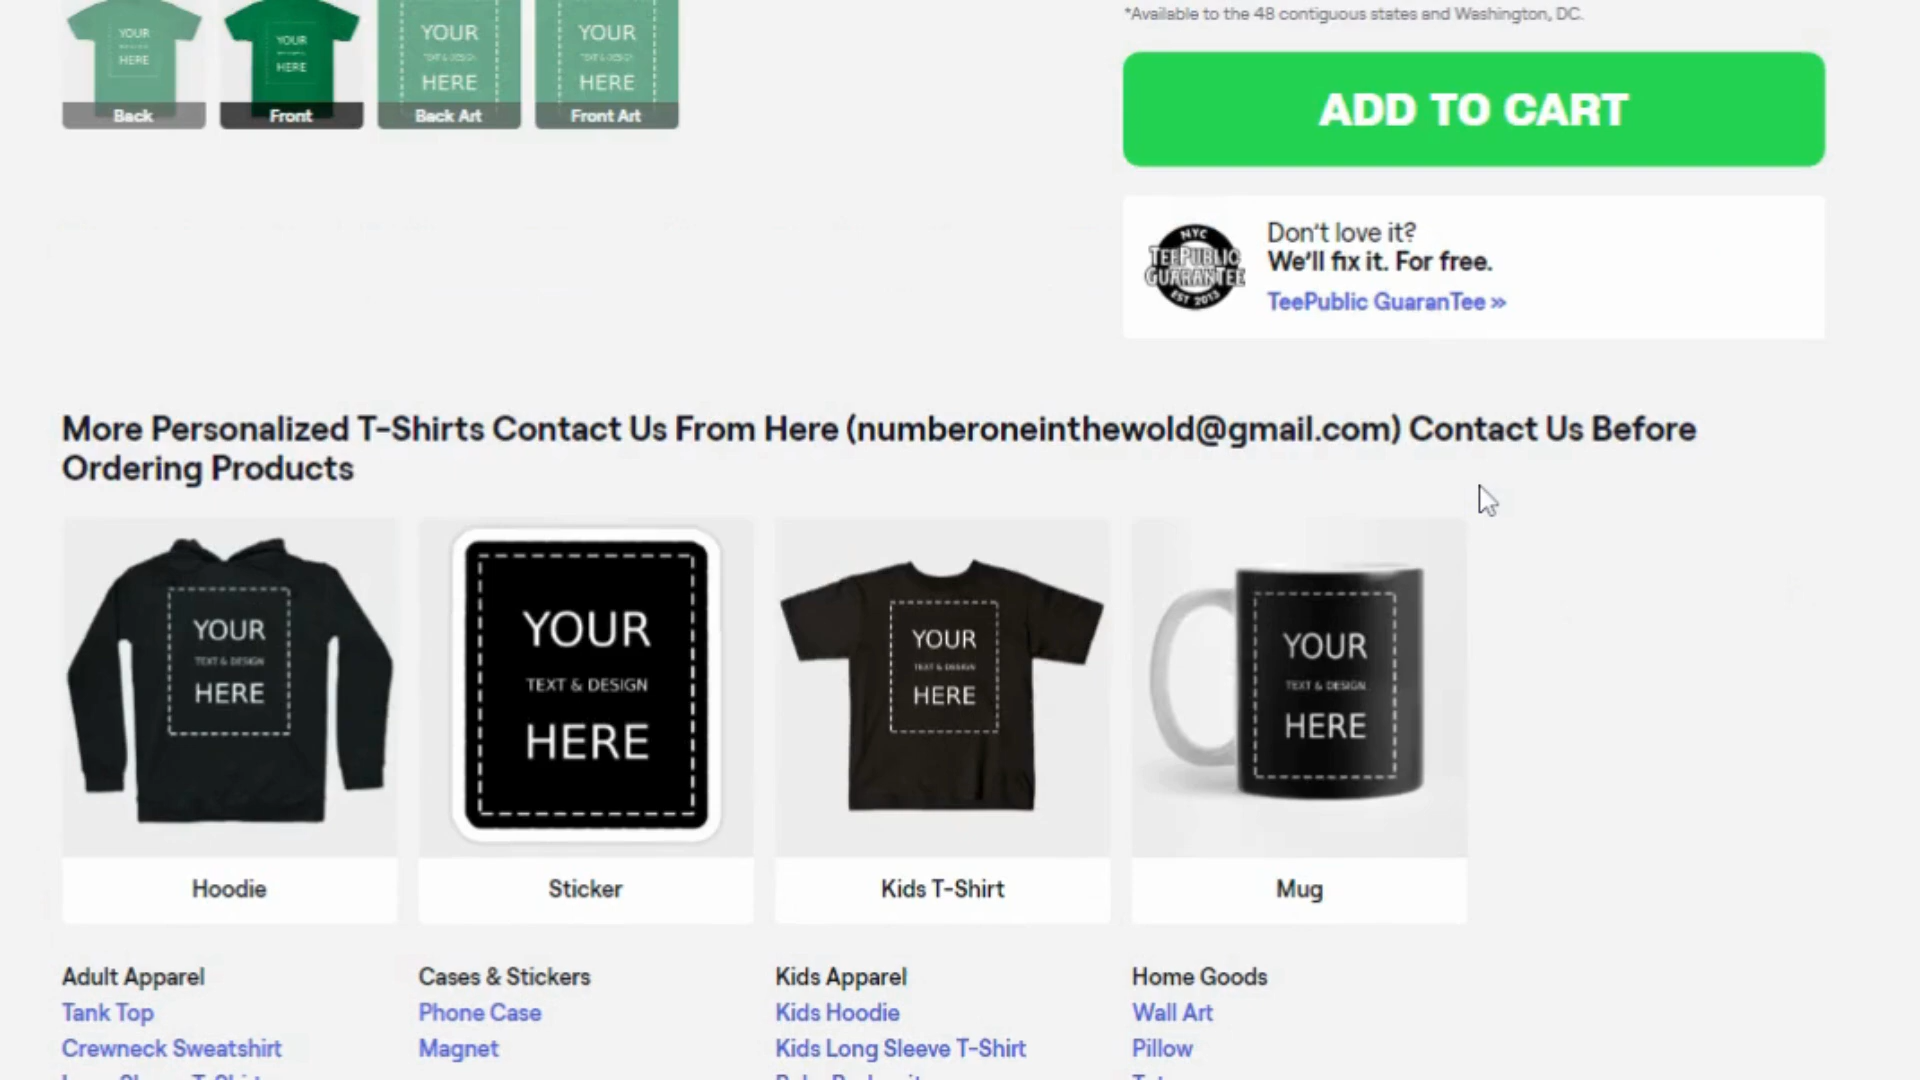 *Available to the 48 contiguous states and Washington, DC.
YOUR
HERE
Back
YOUR
HERE
Front
YOUR
TEXT & DESIGN
HERE
Back Art
YOUR
TEXT & DESIGN
HERE
Front Art
ADD TO CART
NYC
TEEPUBLIC
GUARANTEE
EST 2013
Don't love it?
We'll fix it. For free.
TeePublic GuaranTee »
More Personalized T-Shirts Contact Us From Here (numberoneinthewold@gmail.com) Contact Us Before
Ordering Products
YOUR
TEXT & DESIGN
HERE
Hoodie
YOUR
TEXT & DESIGN
HERE
Sticker
YOUR
TEXT & DESIGN
HERE
Kids T-Shirt
YOUR
TEXT & DESIGN
HERE
Mug
Adult Apparel
Tank Top
Crewneck Sweatshirt
Cases & Stickers
Phone Case
Magnet
Kids Apparel
Kids Hoodie
Kids Long Sleeve T-Shirt
Home Goods
Wall Art
Pillow